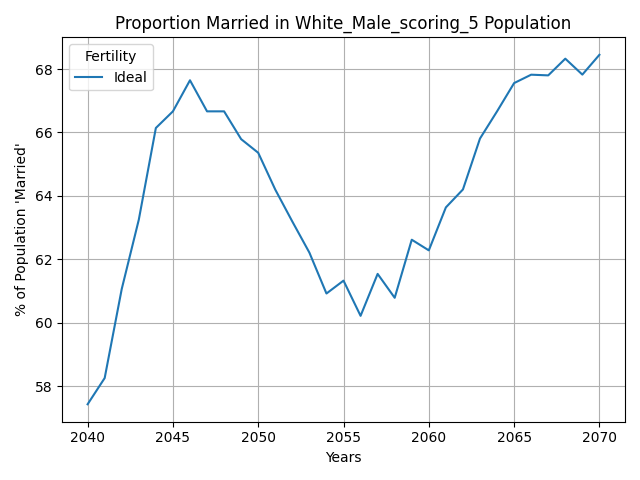 Proportion Married in White_Male_scoring_5 Population
Fertility
Ideal
% of Population 'Married'
68
66
64
62
60
58
2040 2045 2050 2055 2060 2065 2070
Years